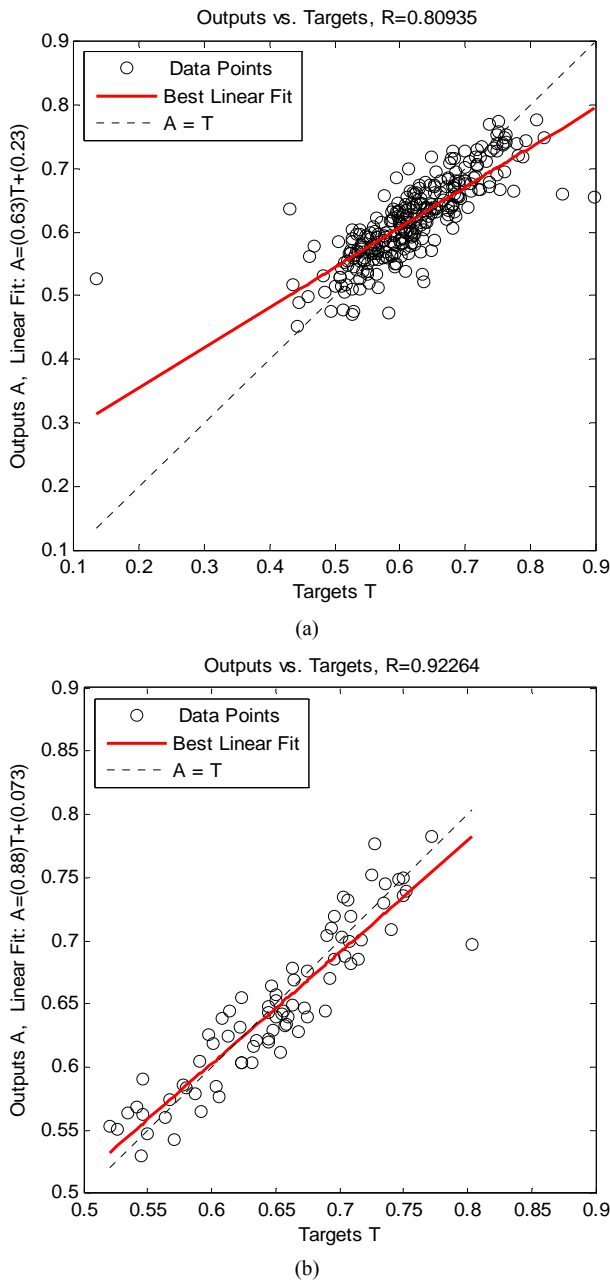 Outputs vs. Targets, R=0.80935
0.9
0.8
0.7
0.6
0.5
0.4
0.3
0.2
0.1
Outputs A, Linear Fit: A=(0.63)T+(0.23)
Data Points
Best Linear Fit
A = T
0.1 0.2 0.3 0.4 0.5 0.6 0.7 0.8 0.9
Targets T
(a)
Outputs vs. Targets, R=0.92264
0.9
0.85
0.8
0.75
0.7
0.65
0.6
0.55
0.5
Outputs A, Linear Fit: A=(0.88)T+(0.073)
Data Points
Best Linear Fit
A = T
0.5 0.55 0.6 0.65 0.7 0.75 0.8 0.85 0.9
Targets T
(b)